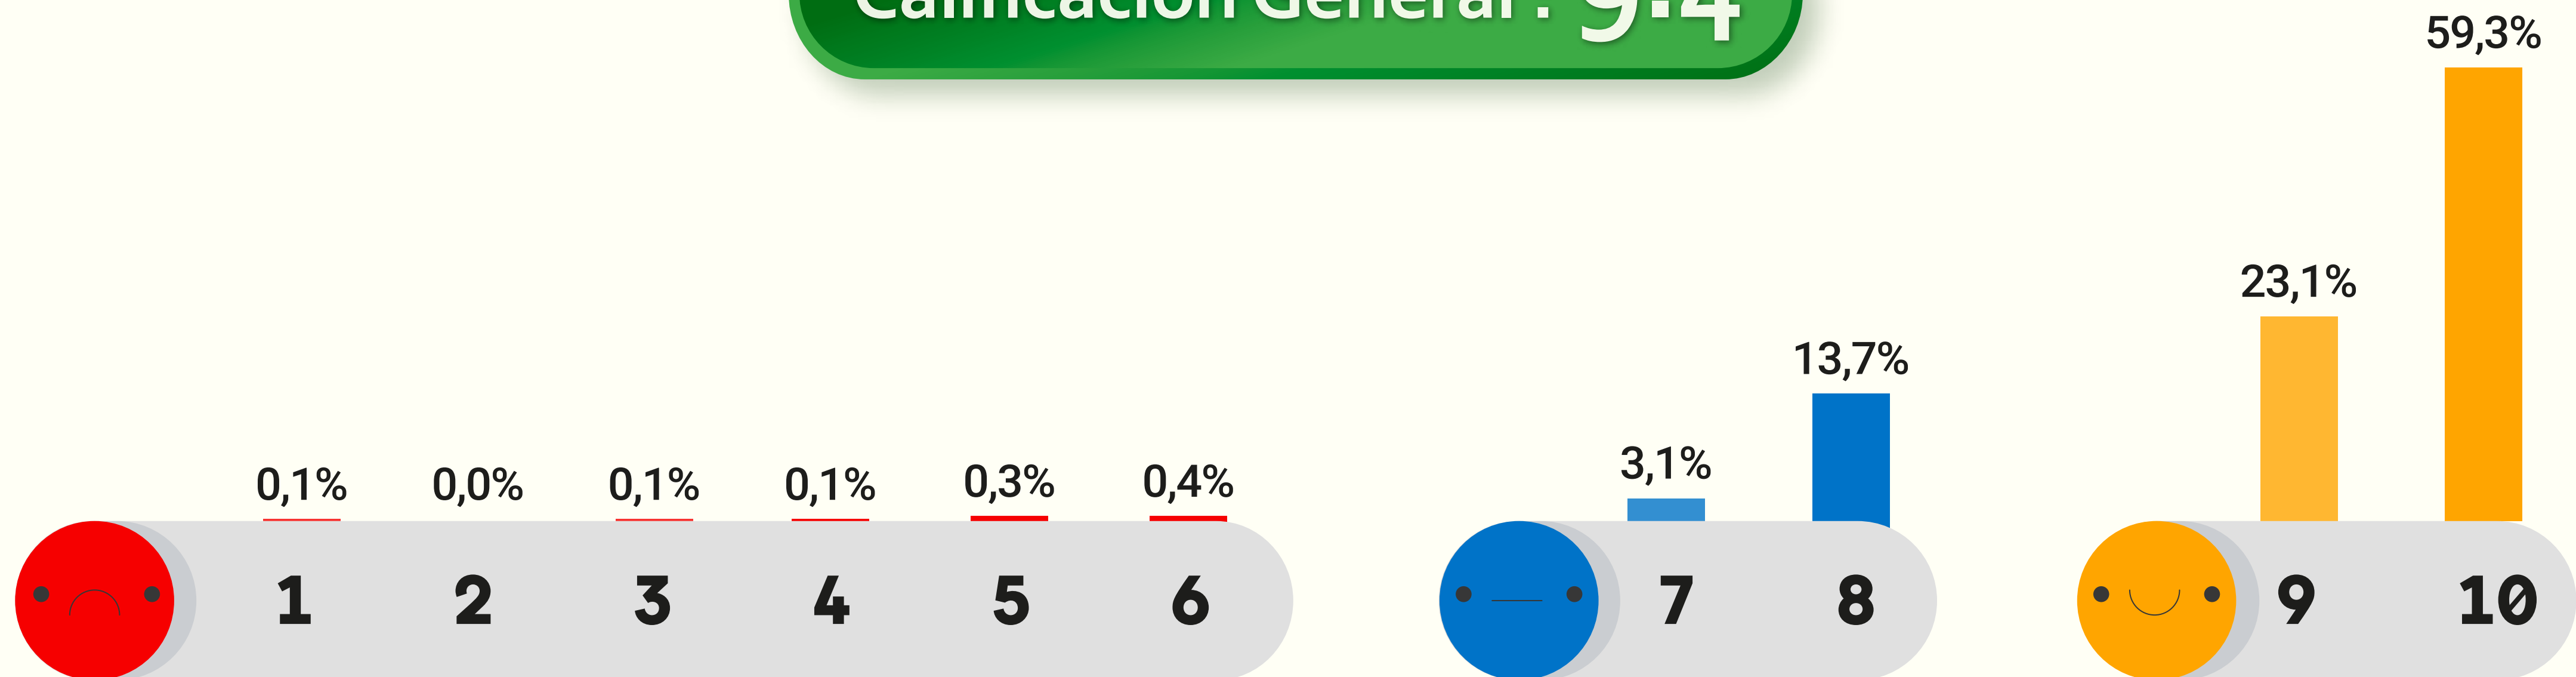 Calificación General : 9.4
59,3%
23,1%
13,7%
3,1%
0,1% 0,0% 0,1% 0,1% 0,3% 0,4%
1 2 3 4 5 6 7 8 9 10